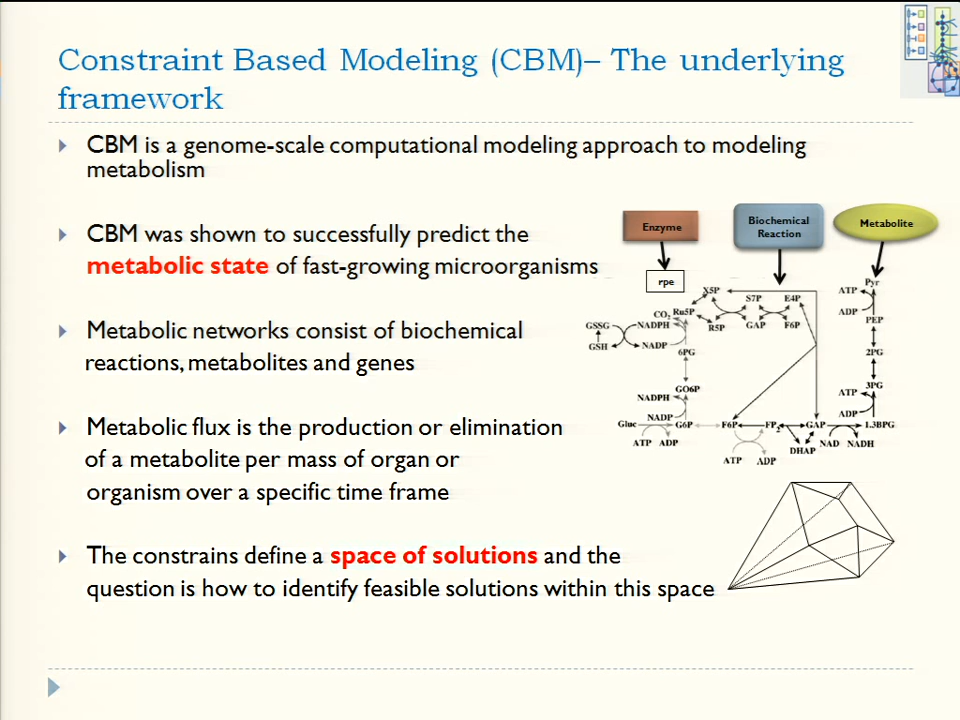 Constraint Based Modeling (CBM)– The underlying
framework
CBM is a genome-scale computational modeling approach to modeling
metabolism
CBM was shown to successfully predict the
metabolic state of fast-growing microorganisms
Metabolic networks consist of biochemical
reactions, metabolites and genes
Metabolic flux is the production or elimination
of a metabolite per mass of organ or
organism over a specific time frame
The constrains define a space of solutions and the
question is how to identify feasible solutions within this space
Enzyme
Biochemical
Reaction
Metabolite
rpe
X5P
S7P
E4P
ATP
Pyr
CO2
Ru5P
R5P
GAP
F6P
ADP
PEP
GSSG
NADPH
GSH
NADP
6PG
2PG
GO6P
3PG
NADPH
ATP
NADP
ADP
Gluc
G6P
F6P
FP2
GAP
1,3BPG
ATP
ADP
DHAP
NAD
NADH
ATP
ADP